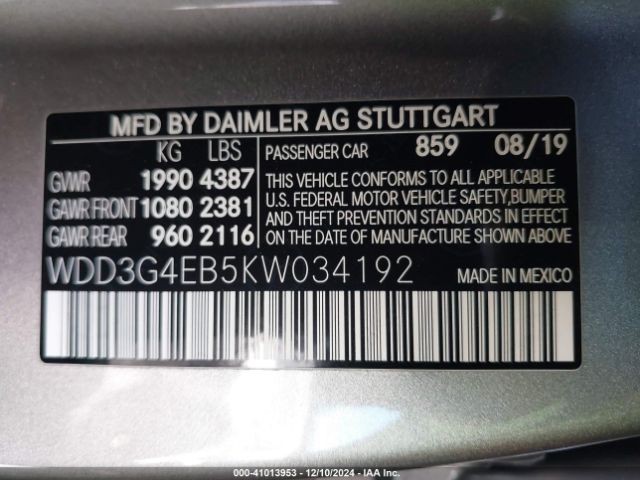 MFD BY DAIMLER AG STUTTGART
KG LBS
GVWR 1990 4387
GAWR FRONT 1080 2381
GAWR REAR 960 2116
PASSENGER CAR 859 08/19
THIS VEHICLE CONFORMS TO ALL APPLICABLE
U.S. FEDERAL MOTOR VEHICLE SAFETY, BUMPER
AND THEFT PREVENTION STANDARDS IN EFFECT
ON THE DATE OF MANUFACTURE SHOWN ABOVE.
WDD3G4EB5KW034192
MADE IN MEXICO
000-41013953 • 12/10/2024 • IAA Inc.